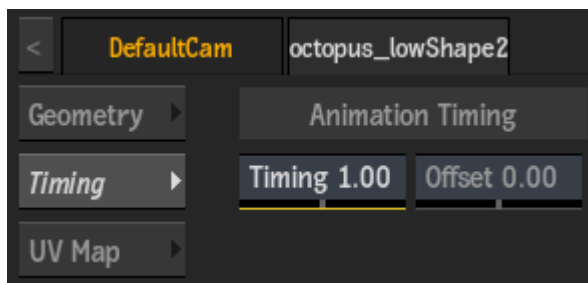 < DefaultCam octopus_lowShape2
Geometry Animation Timing
Timing Timing 1.00 Offset 0.00
UV Map